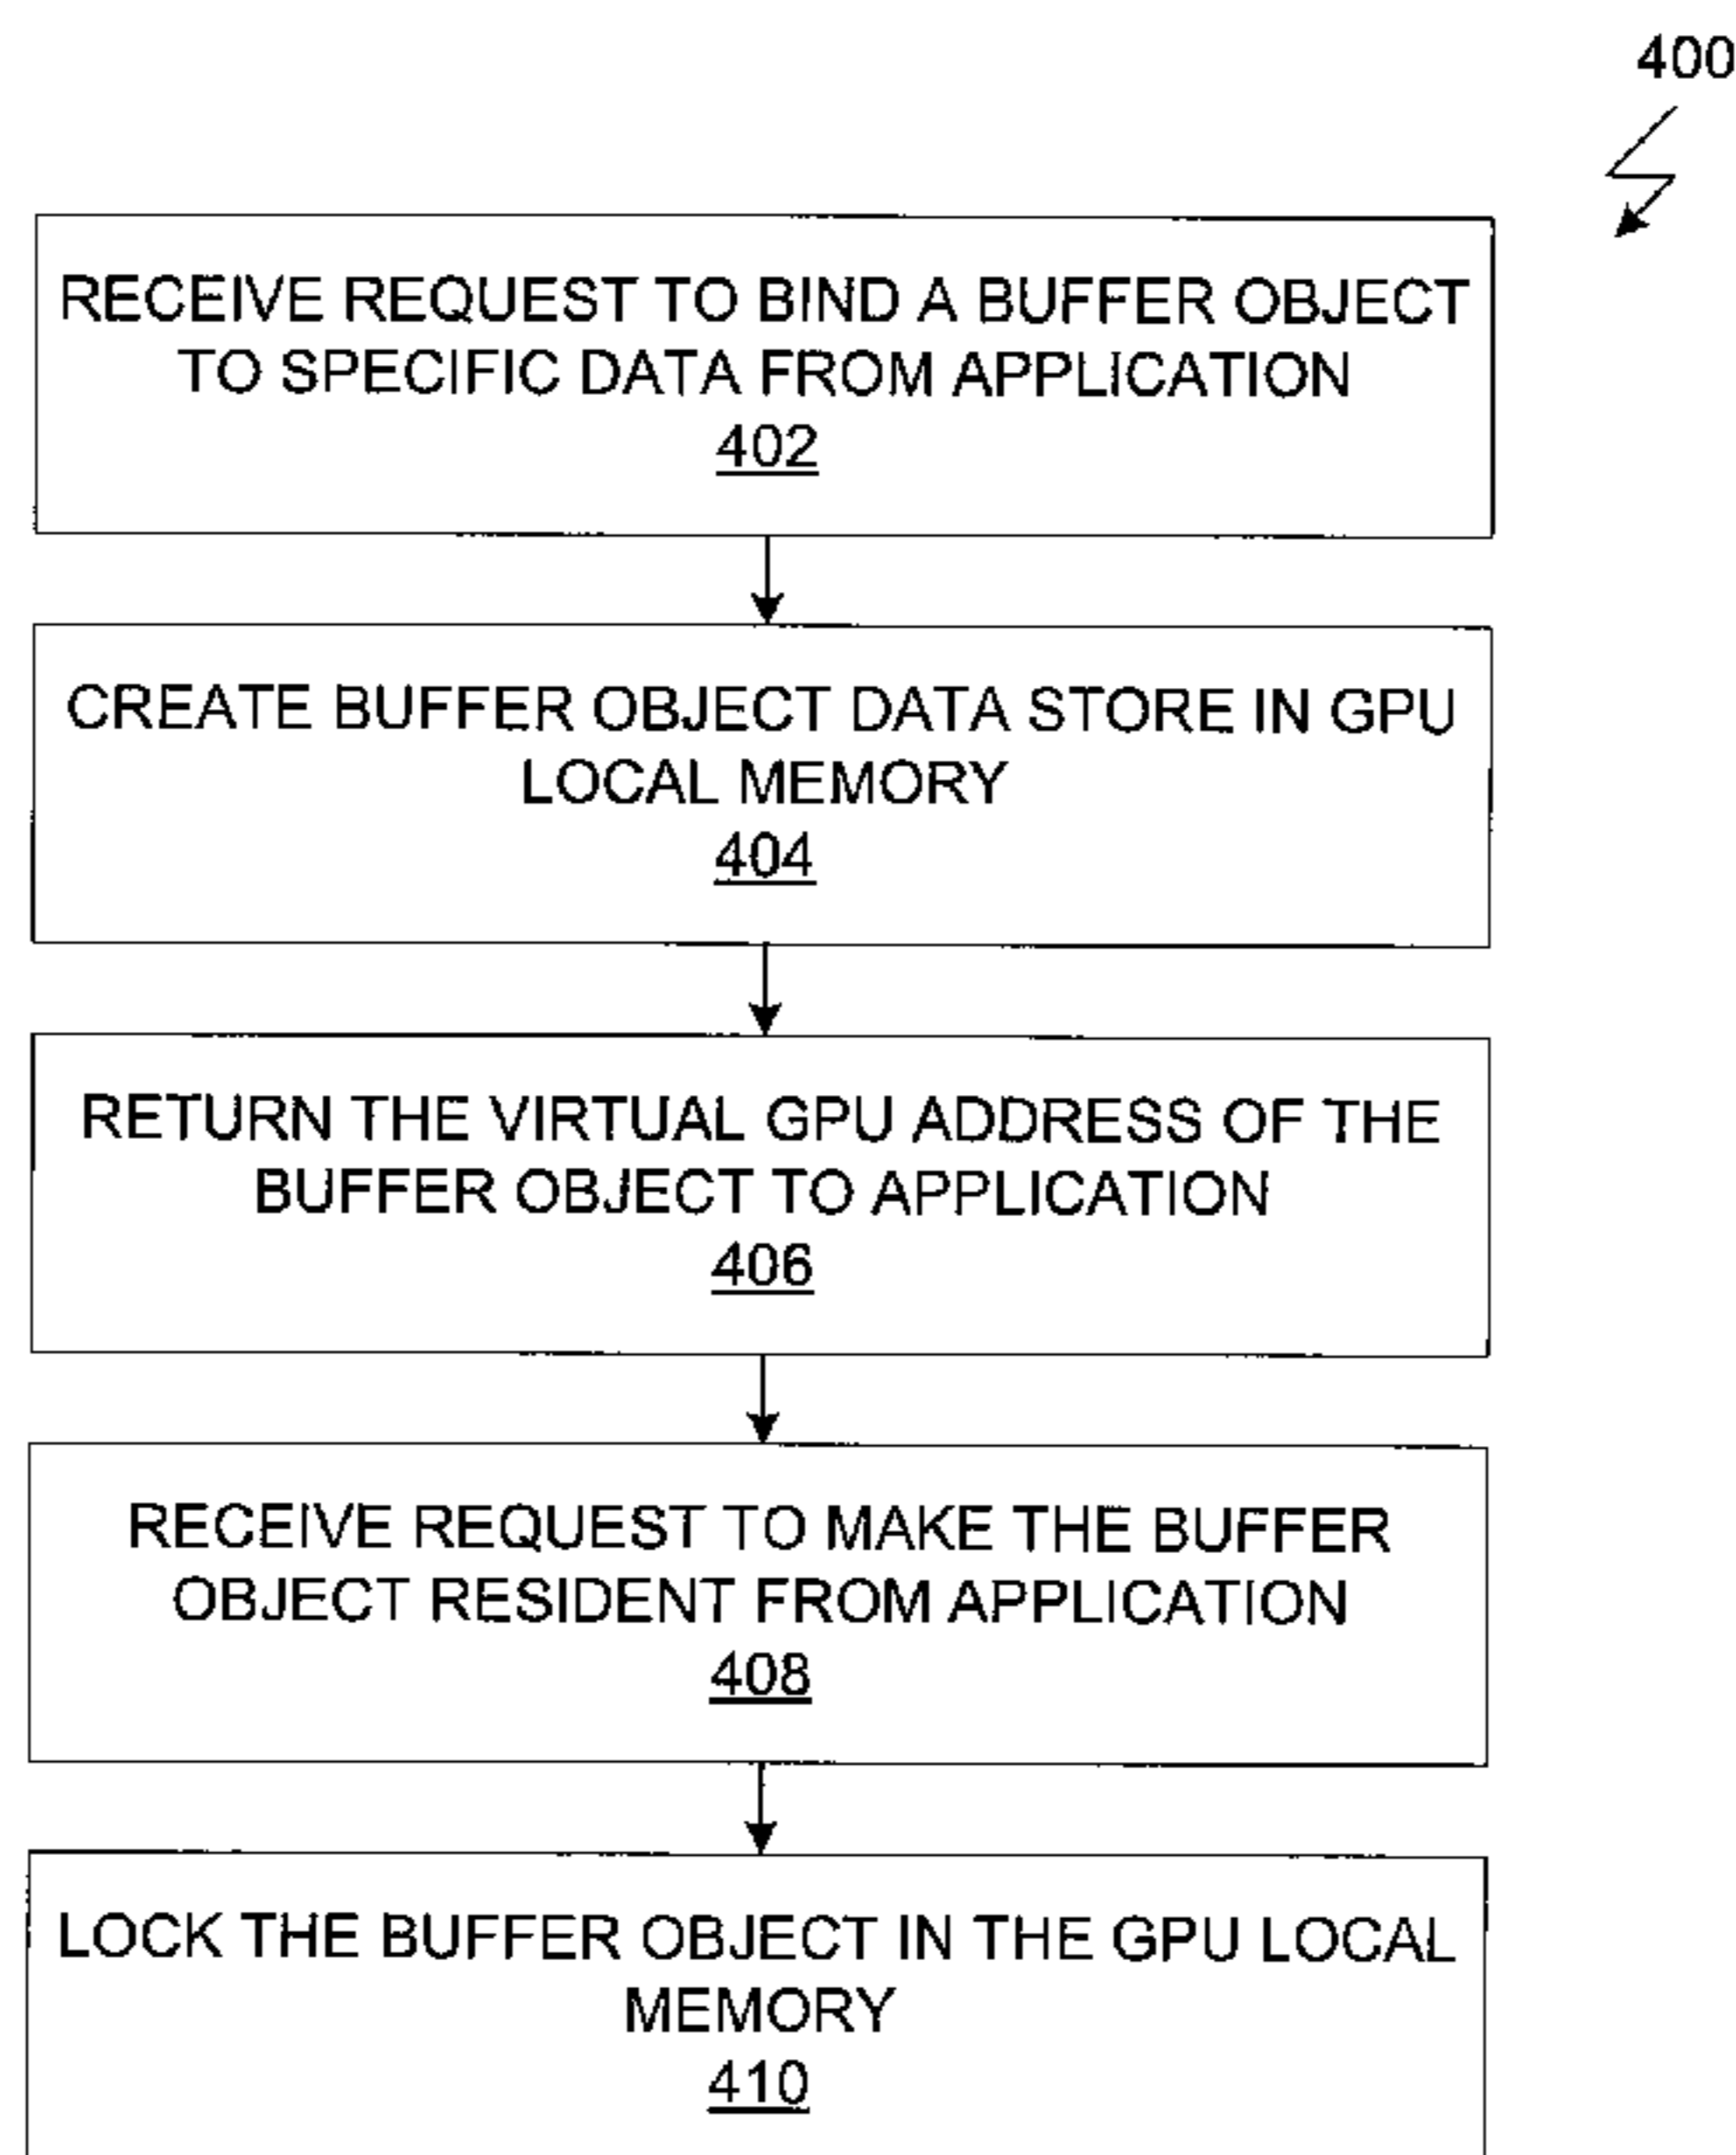 400
RECEIVE REQUEST TO BIND A BUFFER OBJECT
TO SPECIFIC DATA FROM APPLICATION
402
CREATE BUFFER OBJECT DATA STORE IN GPU
LOCAL MEMORY
404
RETURN THE VIRTUAL GPU ADDRESS OF THE
BUFFER OBJECT TO APPLICATION
406
RECEIVE REQUEST TO MAKE THE BUFFER
OBJECT RESIDENT FROM APPLICATION
408
LOCK THE BUFFER OBJECT IN THE GPU LOCAL
MEMORY
410